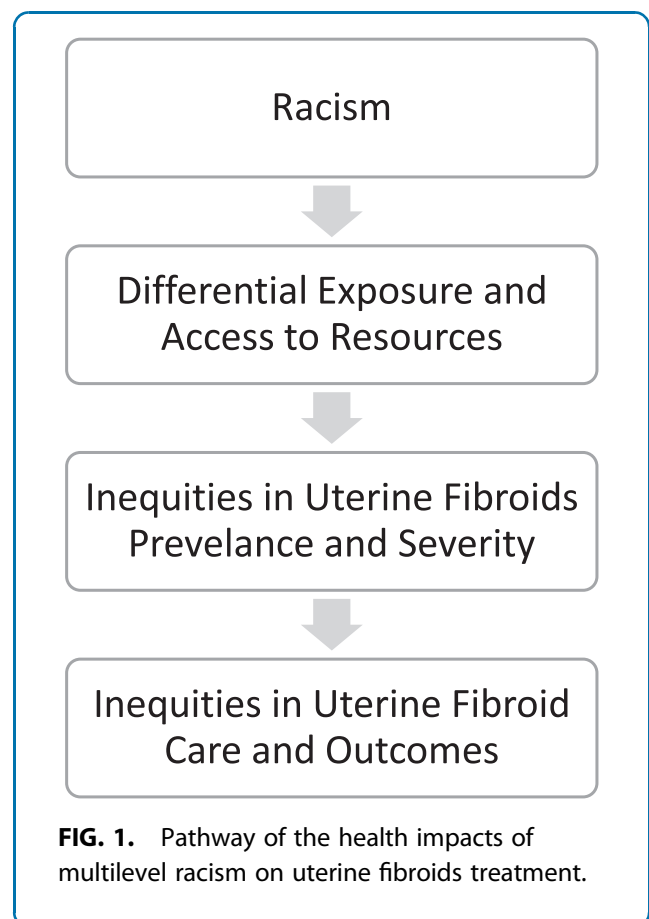 Racism
Differential Exposure and
Access to Resources
Inequities in Uterine Fibroids
Prevelance and Severity
Inequities in Uterine Fibroid
Care and Outcomes
FIG. 1. Pathway of the health impacts of
multilevel racism on uterine fibroids treatment.